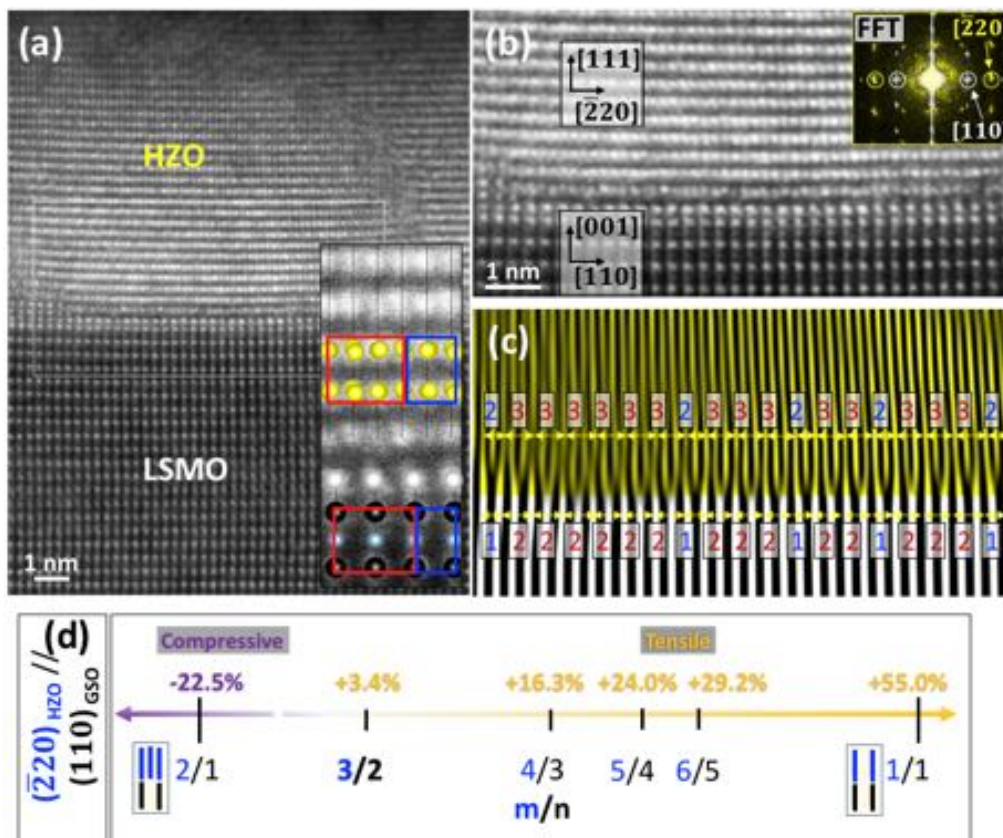 (a)
HZO
LSMO
1 nm
(b)
[111]
[2̅20]
[001]
[110]
1 nm
FFT
[2̅20]
[110]
(c)
2 3 3 3 3 3 3 2 3 3 3 2 3 3 2 3 3 3 2
1 2 2 2 2 2 2 1 2 2 2 1 2 2 1 2 2 2 1
(d)
(2̅20)HZO //
(110)GSO
Compressive Tensile
-22.5% +3.4% +16.3% +24.0% +29.2% +55.0%
2/1 3/2 4/3 5/4 6/5 1/1
m/n